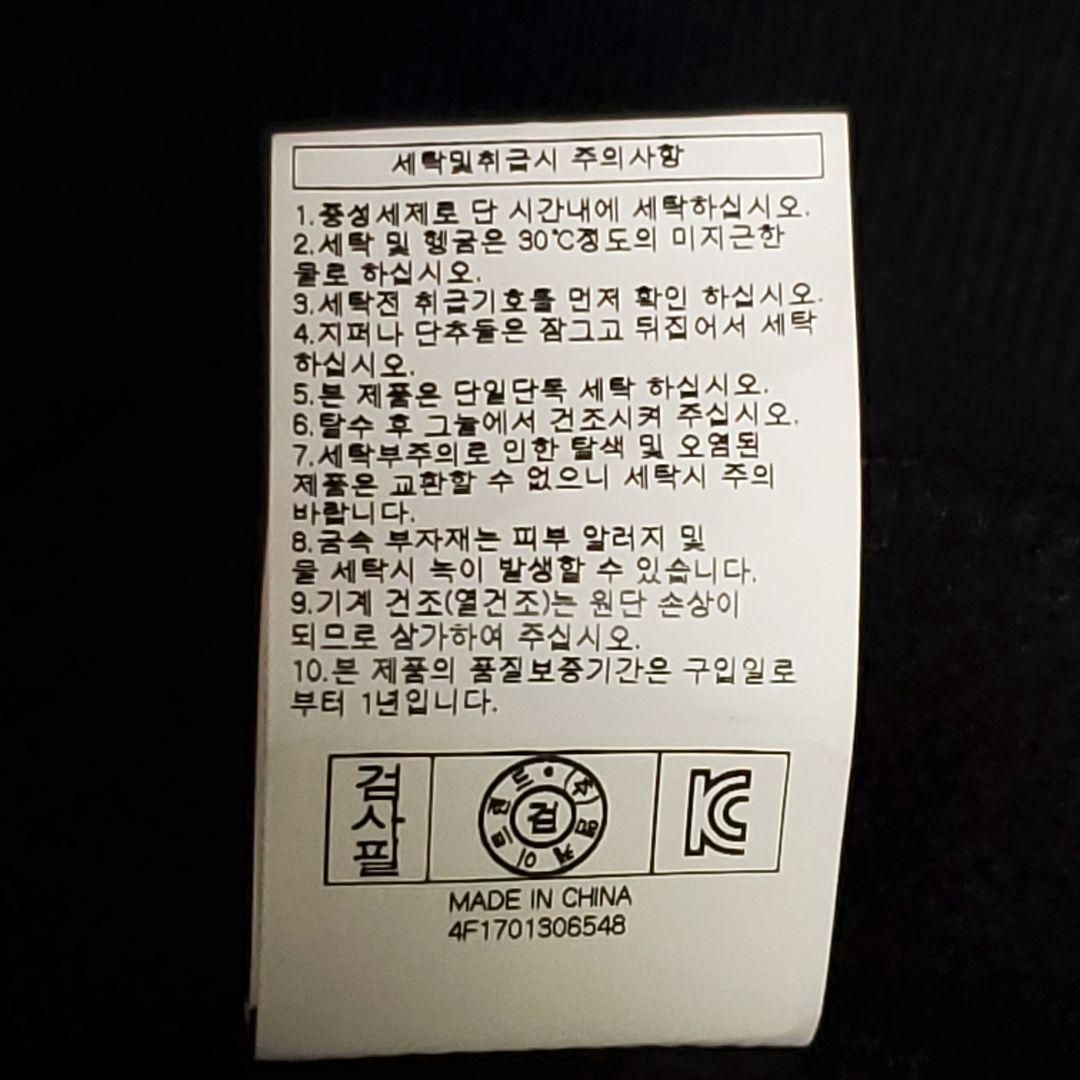 세탁및취급시 주의사항
1.중성세제로 단 시간내에 세탁하십시오.
2.세탁 및 헹굼은 30℃정도의 미지근한
물로 하십시오.
3.세탁전 취급기호를 먼저 확인 하십시오.
4.지퍼나 단추들은 잠그고 뒤집어서 세탁
하십시오.
5.본 제품은 단일단독 세탁 하십시오.
6.탈수 후 그늘에서 건조시켜 주십시오.
7.세탁부주의로 인한 탈색 및 오염된
제품은 교환할 수 없으니 세탁시 주의
바랍니다.
8.금속 부자재는 피부 알러지 및
물 세탁시 녹이 발생할 수 있습니다.
9.기계 건조(열건조)는 원단 손상이
되므로 삼가하여 주십시오.
10.본 제품의 품질보증기간은 구입일로
부터 1년입니다.
검사필
(주)엠케이트렌드
검
KC
MADE IN CHINA
4F1701306548